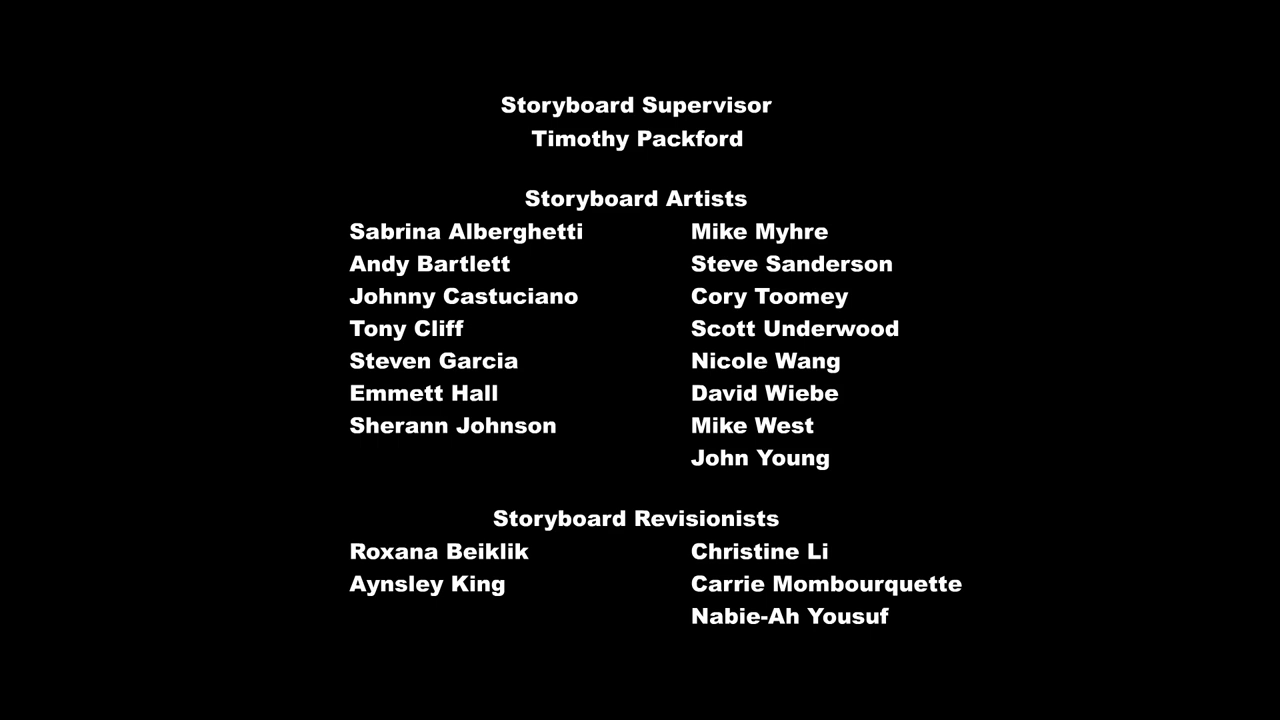 Storyboard Supervisor
Timothy Packford
Storyboard Artists
Sabrina Alberghetti
Andy Bartlett
Johnny Castuciano
Tony Cliff
Steven Garcia
Emmett Hall
Sherann Johnson
Mike Myhre
Steve Sanderson
Cory Toomey
Scott Underwood
Nicole Wang
David Wiebe
Mike West
John Young
Storyboard Revisionists
Roxana Beiklik
Aynsley King
Christine Li
Carrie Mombourquette
Nabie-Ah Yousuf